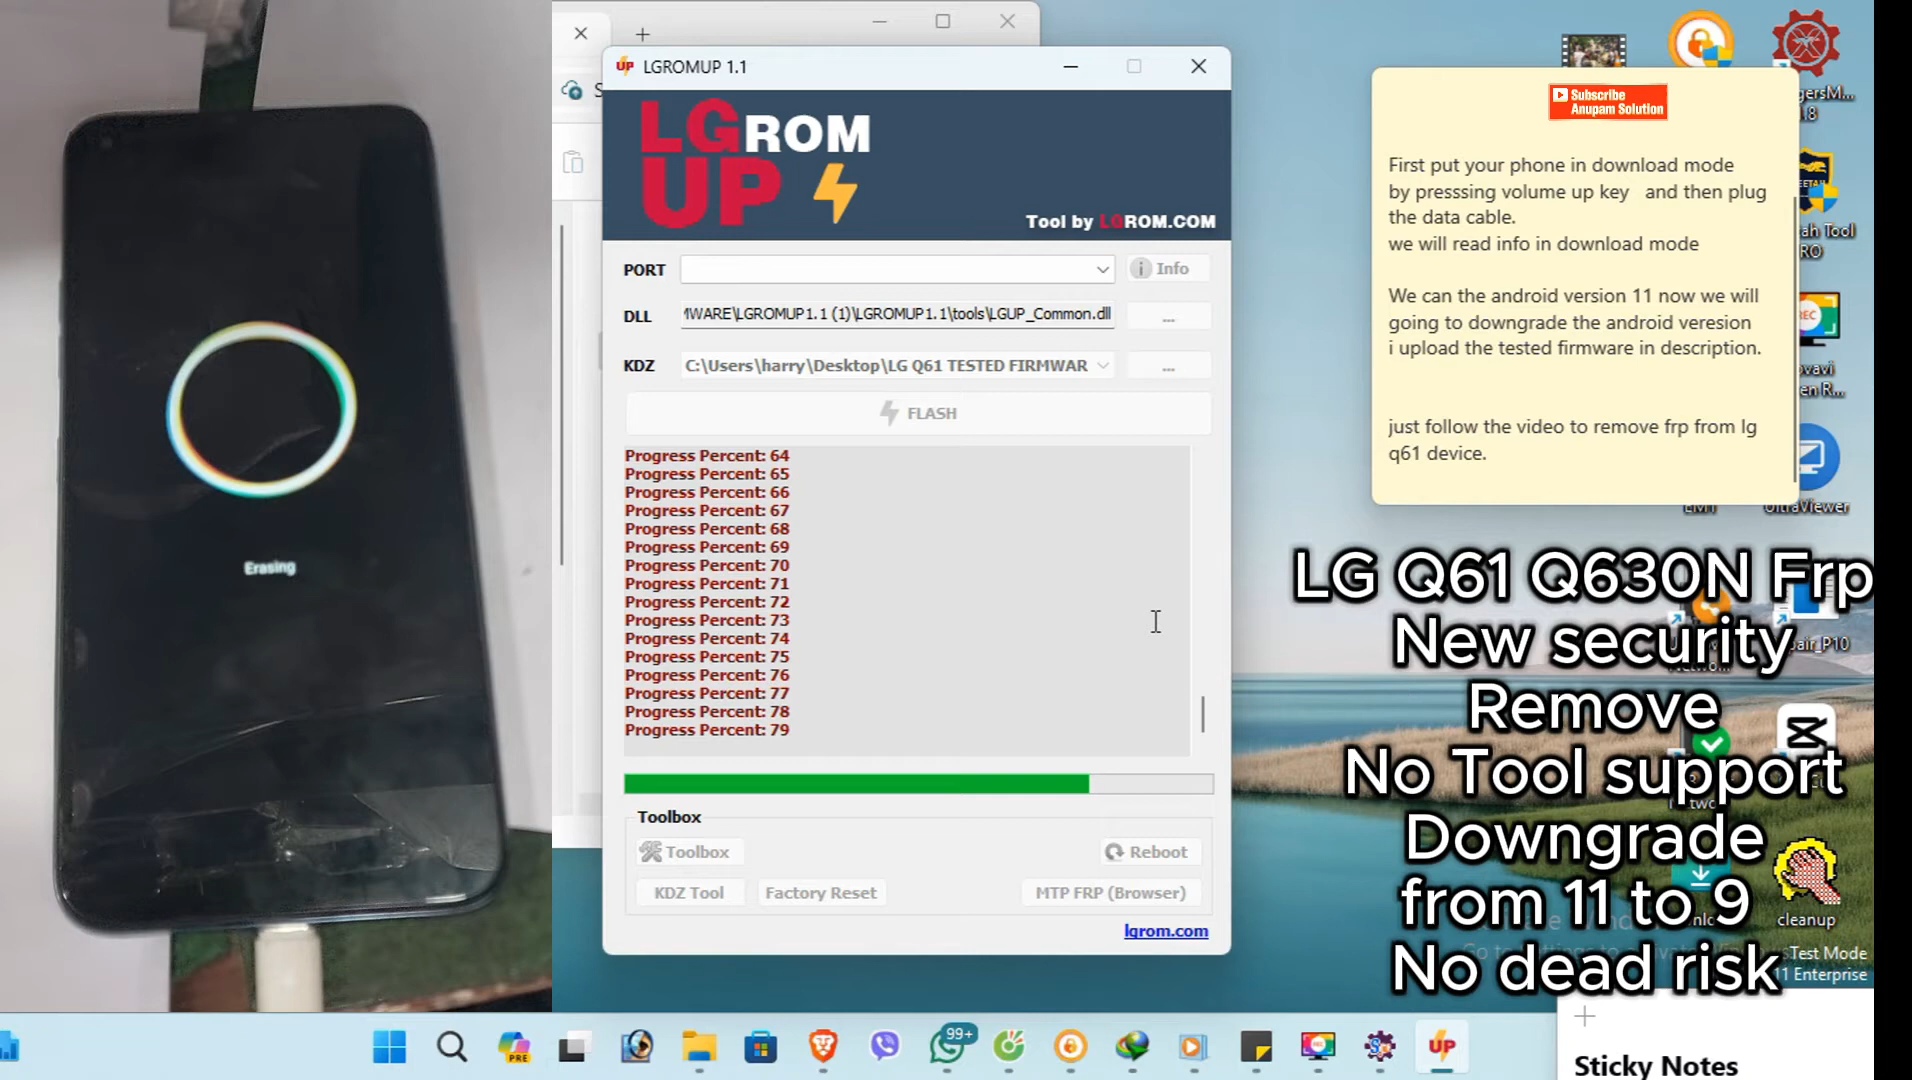 Erasing
UP LGROMUP 1.1
LGROM
UP
Tool by LGROM.COM
PORT
Info
DLL
MWARE\LGROMUP1.1 (1)\LGROMUP1.1\tools\LGUP_Common.dll
...
KDZ
C:\Users\harry\Desktop\LG Q61 TESTED FIRMWAR
...
FLASH
Progress Percent: 64
Progress Percent: 65
Progress Percent: 66
Progress Percent: 67
Progress Percent: 68
Progress Percent: 69
Progress Percent: 70
Progress Percent: 71
Progress Percent: 72
Progress Percent: 73
Progress Percent: 74
Progress Percent: 75
Progress Percent: 76
Progress Percent: 77
Progress Percent: 78
Progress Percent: 79
Toolbox
Toolbox
Reboot
KDZ Tool
Factory Reset
MTP FRP (Browser)
lgrom.com
Subscribe
Anupam Solution
First put your phone in download mode
by presssing volume up key and then plug
the data cable.
we will read info in download mode
We can the android version 11 now we will
going to downgrade the android veresion
i upload the tested firmware in description.
just follow the video to remove frp from lg
q61 device.
UltraViewer
LG Q61 Q630N Frp
New security
Remove
No Tool support
Downgrade
from 11 to 9
No dead risk
cleanup
Test Mode
11 Enterprise
PRE
99+
REC
UP
Sticky Notes